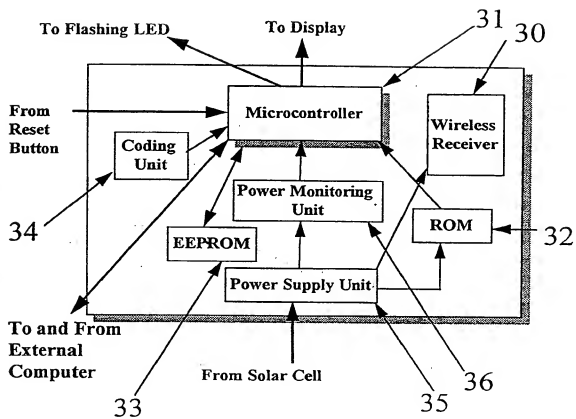 To Flashing LED
To Display
31
30
Microcontroller
Wireless
Receiver
From
Reset
Button
Coding
Unit
34
Power Monitoring
Unit
EEPROM
ROM
32
Power Supply Unit
To and From
External
Computer
From Solar Cell
33
35
36